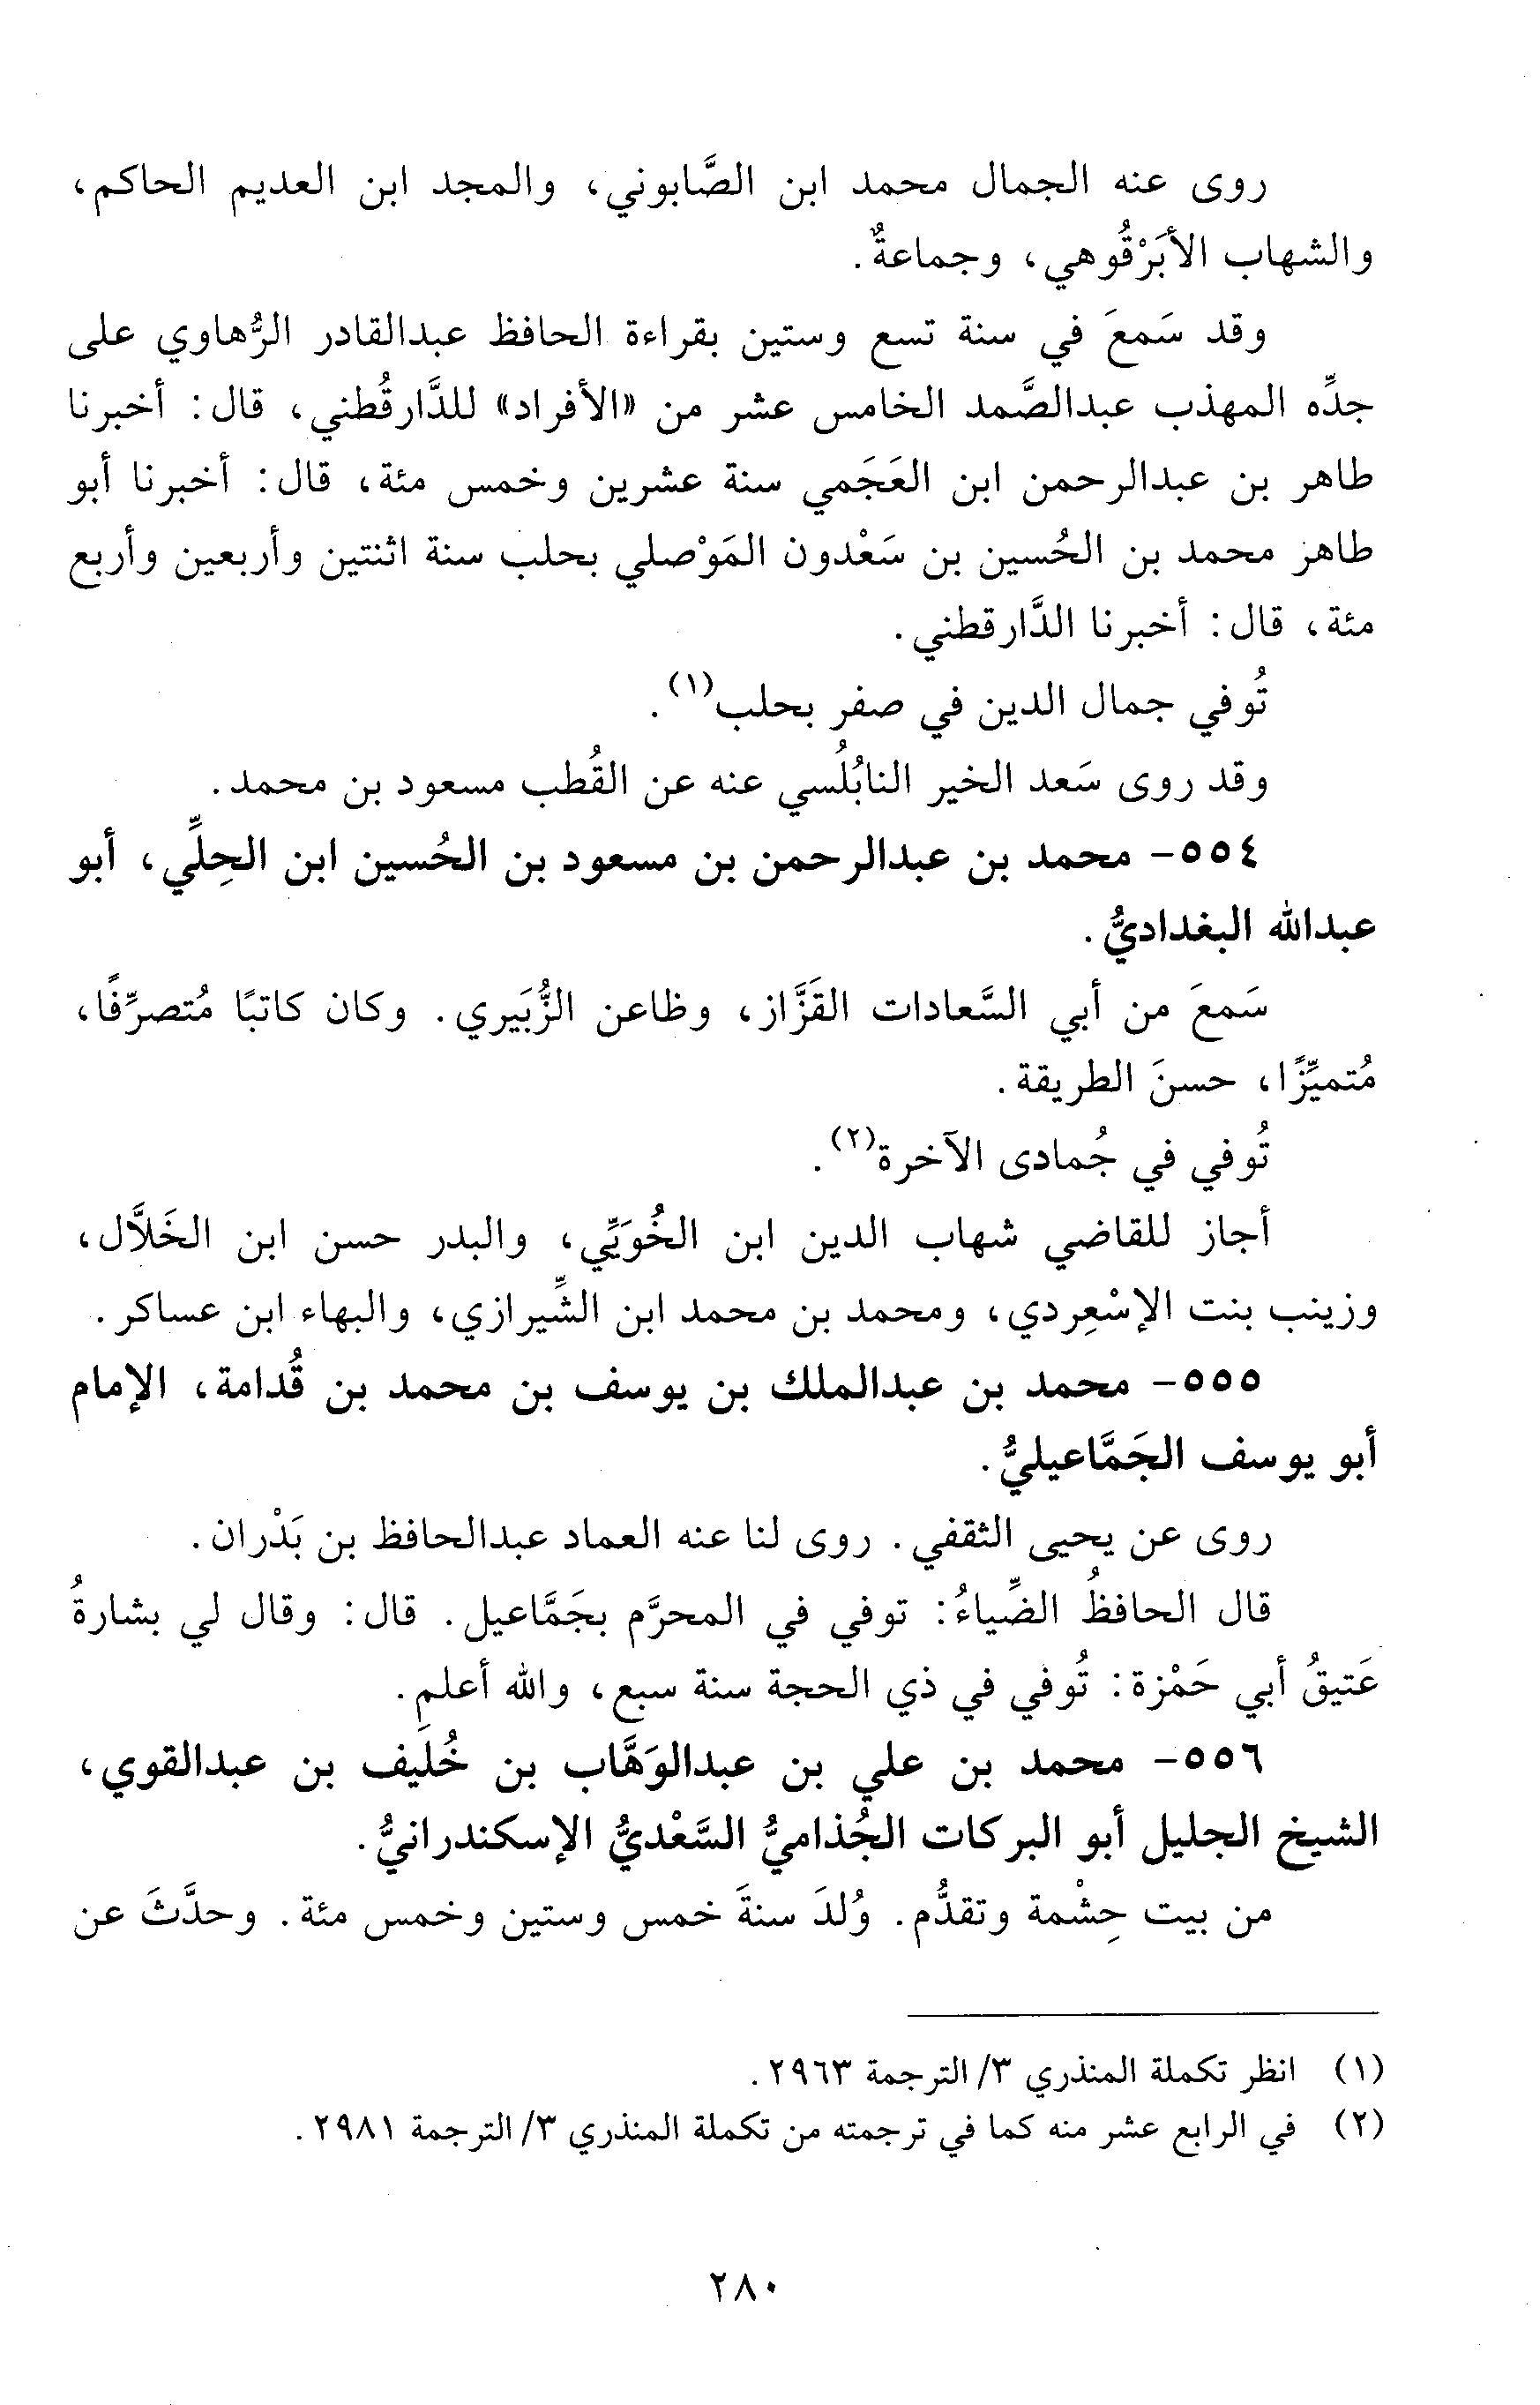 روى عنه الجمال محمد ابن الصَّابوني، والمجد ابن العديم الحاكم،
والشهاب الأبَرْقُوهي، وجماعةٌ.
وقد سَمعَ في سنة تسع وستين بقراءة الحافظ عبدالقادر الرُّهاوي على
جدِّه المهذب عبدالصَّمد الخامس عشر من «الأفراد» للدَّارقُطني، قال: أخبرنا
طاهر بن عبدالرحمن ابن العَجَمي سنة عشرين وخمس مئة، قال: أخبرنا أبو
طاهر محمد بن الحُسين بن سَعْدون المَوْصلي بحلب سنة اثنتين وأربعين وأربع
مئة، قال: أخبرنا الدَّارقطني.
تُوفي جمال الدين في صفر بحلب(١).
وقد روى سَعد الخير النابُلُسي عنه عن القُطب مسعود بن محمد.
٥٥٤- محمد بن عبدالرحمن بن مسعود بن الحُسين ابن الحِلِّي، أبو
عبدالله البغداديُّ.
سَمعَ من أبي السَّعادات القَزَّاز، وظاعن الزُّبَيري. وكان كاتبًا مُتصرِّفًا،
مُتميِّزًا، حسنَ الطريقة.
تُوفي في جُمادى الآخرة(٢).
أجاز للقاضي شهاب الدين ابن الخُوَيِّي، والبدر حسن ابن الخَلاَّل،
وزينب بنت الإسْعِردي، ومحمد بن محمد ابن الشِّيرازي، والبهاء ابن عساكر.
٥٥٥- محمد بن عبدالملك بن يوسف بن محمد بن قُدامة، الإمام
أبو يوسف الجَمَّاعيليُّ.
روى عن يحيى الثقفي. روى لنا عنه العماد عبدالحافظ بن بَدْران.
قال الحافظُ الضِّياءُ: توفي في المحرَّم بجَمَّاعيل. قال: وقال لي بشارةُ
عَتيقُ أبي حَمْزة: تُوفي في ذي الحجة سنة سبع، والله أعلم.
٥٥٦- محمد بن علي بن عبدالوَهَّاب بن خُلَيف بن عبدالقوي،
الشيخ الجليل أبو البركات الجُذاميُّ السَّعْديُّ الإسكندرانيُّ.
من بيت حِشْمة وتقدُّم. وُلدَ سنةَ خمس وستين وخمس مئة. وحدَّثَ عن
(١) انظر تكملة المنذري ٣/ الترجمة ٢٩٦٣.
(٢) في الرابع عشر منه كما في ترجمته من تكملة المنذري ٣/ الترجمة ٢٩٨١.
٢٨٠